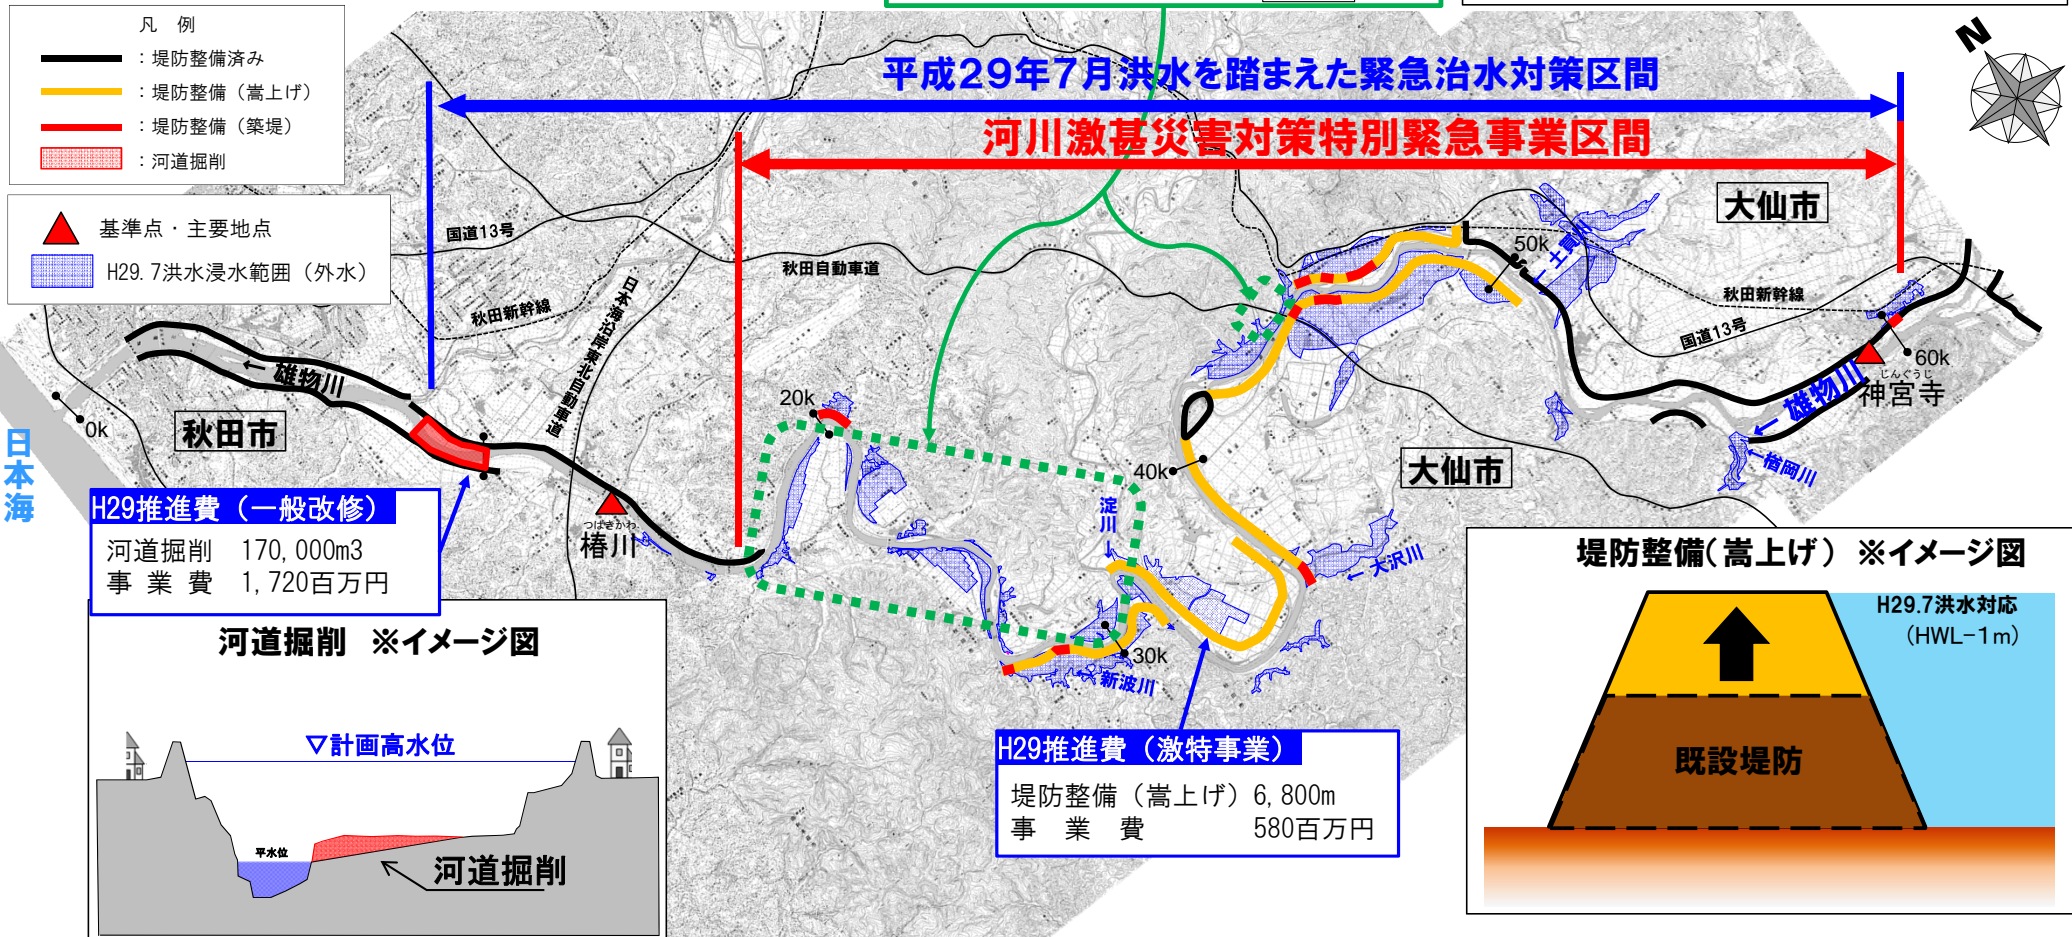 凡 例
：堤防整備済み
：堤防整備（嵩上げ）
：堤防整備（築堤）
：河道掘削
基準点・主要地点
H29.7洪水浸水範囲（外水）
平成29年7月洪水を踏まえた緊急治水対策区間
河川激甚災害対策特別緊急事業区間
N
大仙市
国道13号
秋田自動車道
日本海沿岸東北自動車道
秋田新幹線
50k
秋田新幹線
国道13号
60k
じんぐうじ
神宮寺
←雄物川
←雄物川
0k
秋田市
日本海
20k
40k
大仙市
←楢岡川
淀川→
←大沢川
つばきかわ
椿川
30k
←新波川
H29推進費（一般改修）
河道掘削 170,000m3
事業費 1,720百万円
河道掘削 ※イメージ図
▽計画高水位
平水位
河道掘削
H29推進費（激特事業）
堤防整備（嵩上げ）6,800m
事業費 580百万円
堤防整備(嵩上げ) ※イメージ図
H29.7洪水対応
(HWL-1m)
既設堤防